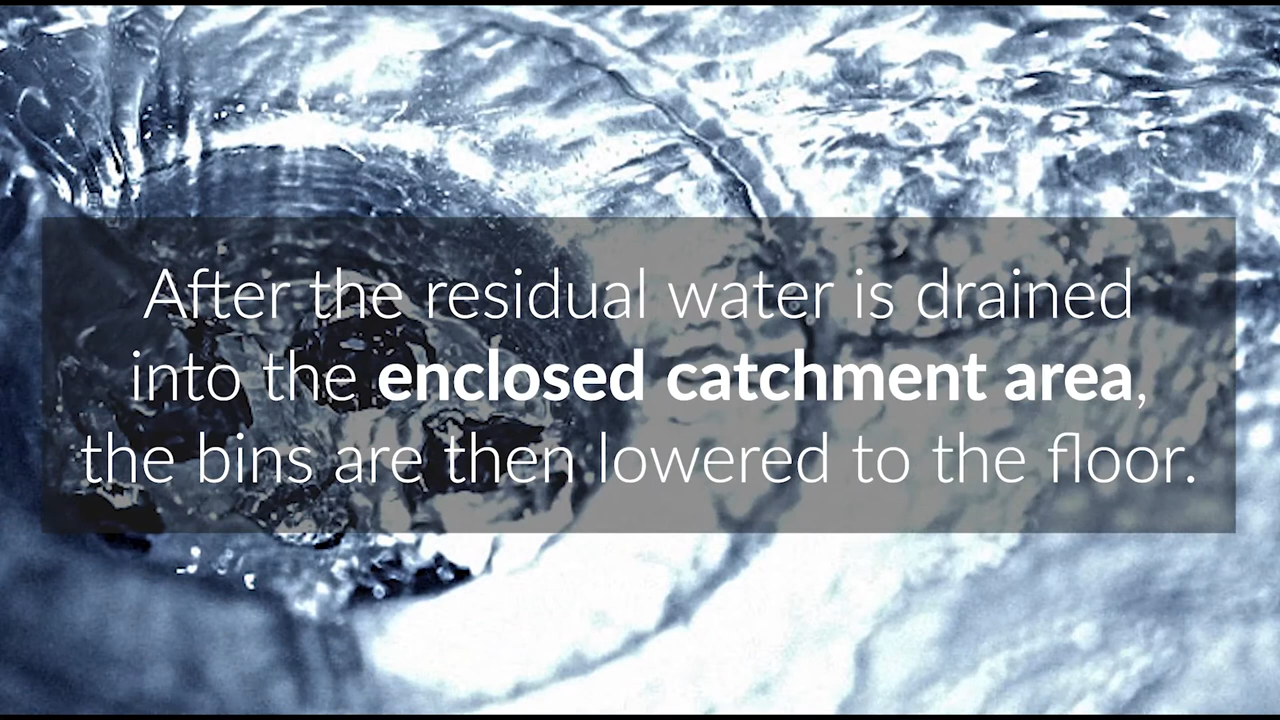 After the residual water is drained
into the enclosed catchment area,
the bins are then lowered to the floor.